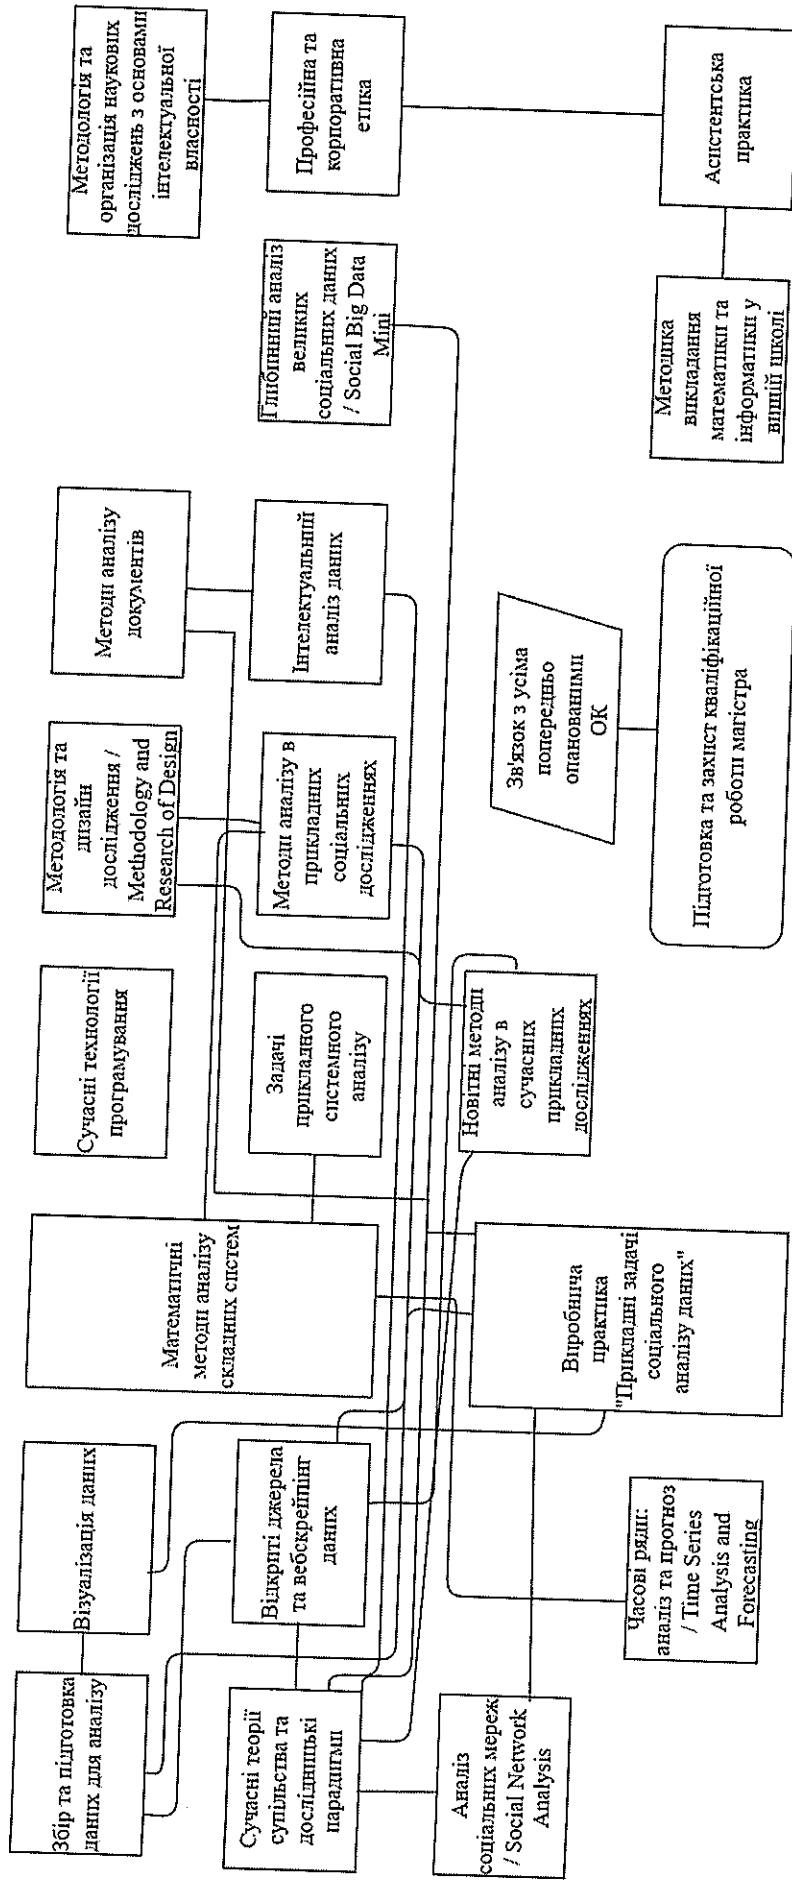 Збір та підготовка
даних для аналізу
Візуалізація даних
Математичні
методи аналізу
складних систем
Сучасні технології
програмування
Методологія та
дизайн
дослідження /
Methodology and
Research of Design
Методи аналізу
документів
Методологія та
організація наукових
досліджень з основами
інтелектуальної
власності
Сучасні теорії
супільства та
дослідницькі
парадигми
Відкриті джерела
та вебскрейпінг
даних
Задачі
прикладного
системного
аналізу
Методи аналізу в
прикладних
соціальних
дослідженнях
Інтелектуальний
аналіз даних
Глибинний аналіз
великих
соціальних даних
/ Social Big Data
Mini
Професійна та
корпоративна
етика
Аналіз
соціальних мереж
/ Social Network
Analysis
Виробнича
практика
"Прикладні задачі
соціального
аналізу даних"
Новітні методи
аналізу в
сучасних
прикладних
дослідженнях
Зв'язок з усіма
попередньо
опанованими
ОК
Часові ряди:
аналіз та прогноз
/ Time Series
Analysis and
Forecasting
Підготовка та захист кваліфікаційної
роботи магістра
Методика
викладання
математики та
інформатики у
вищій школі
Асистентська
практика